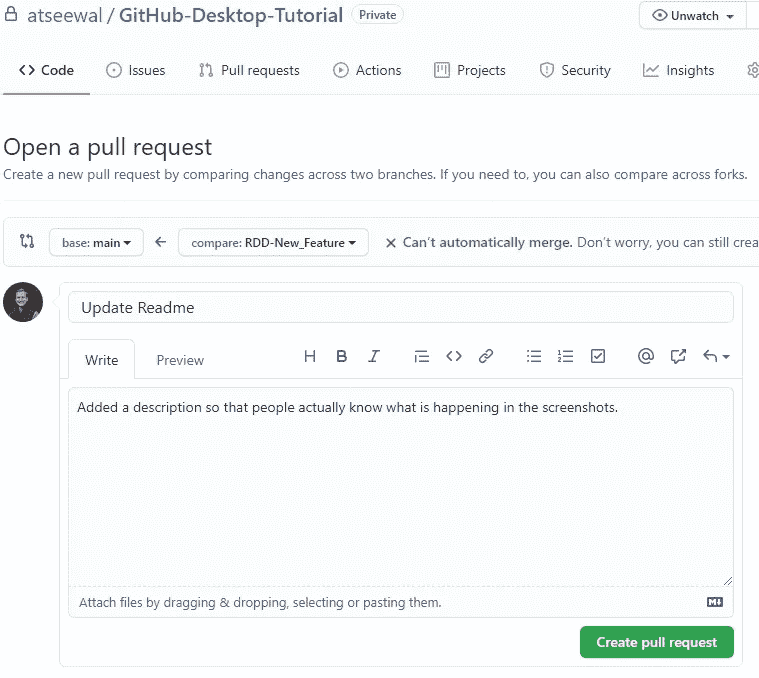 atseewal / GitHub-Desktop-Tutorial Private Unwatch
Code Issues Pull requests Actions Projects Security Insights
Open a pull request
Create a new pull request by comparing changes across two branches. If you need to, you can also compare across forks.
base: main compare: RDD-New_Feature Can't automatically merge. Don't worry, you can still crea
Update Readme
Write Preview
Added a description so that people actually know what is happening in the screenshots.
Attach files by dragging & dropping, selecting or pasting them.
Create pull request